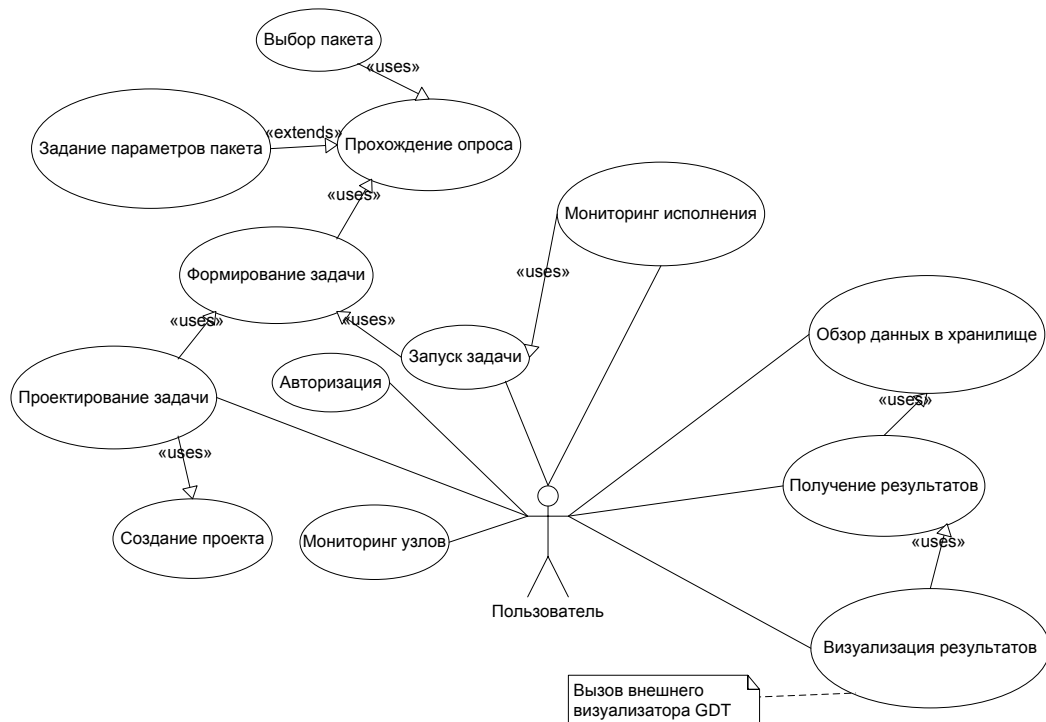 Выбор пакета
«uses»
Задание параметров пакета
«extends»
Прохождение опроса
«uses»
Мониторинг исполнения
Формирование задачи
«uses»
«uses»
«uses»
Запуск задачи
Обзор данных в хранилище
Авторизация
Проектирование задачи
«uses»
«uses»
Получение результатов
Создание проекта
Мониторинг узлов
«uses»
Пользователь
Визуализация результатов
Вызов внешнего
визуализатора GDT